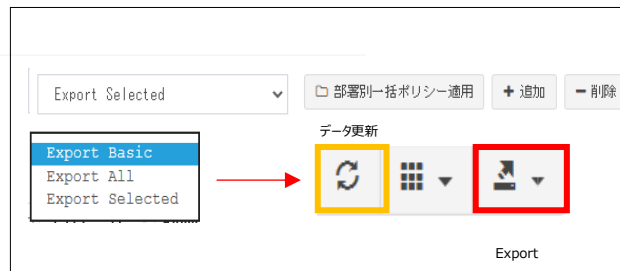 Export Selected
部署別一括ポリシー適用
追加
削除
データ更新
Export Basic
Export All
Export Selected
Export